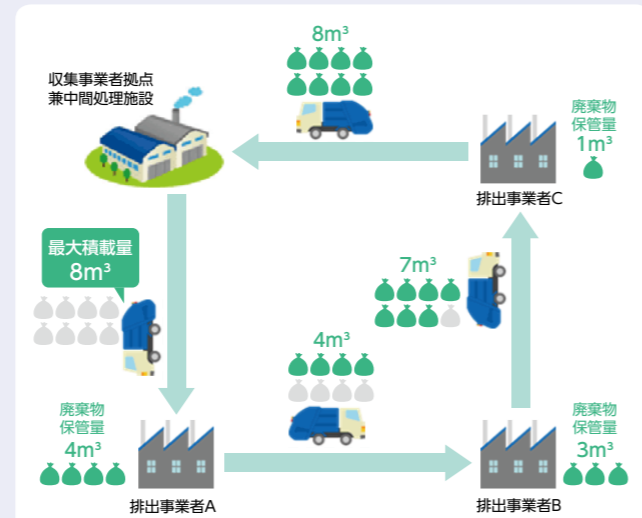 8m³
収集事業者拠点
兼中間処理施設
廃棄物
保管量
1m³
排出事業者C
最大積載量
8m³
7m³
4m³
廃棄物
保管量
4m³
排出事業者A
廃棄物
保管量
3m³
排出事業者B